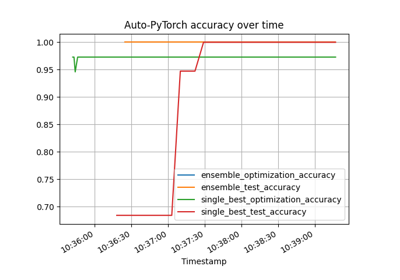 Auto-PyTorch accuracy over time
1.00
0.95
0.90
0.85
0.80
0.75
0.70
ensemble_optimization_accuracy
ensemble_test_accuracy
single_best_optimization_accuracy
single_best_test_accuracy
10:36:00
10:36:30
10:37:00
10:37:30
10:38:00
10:38:30
10:39:00
Timestamp